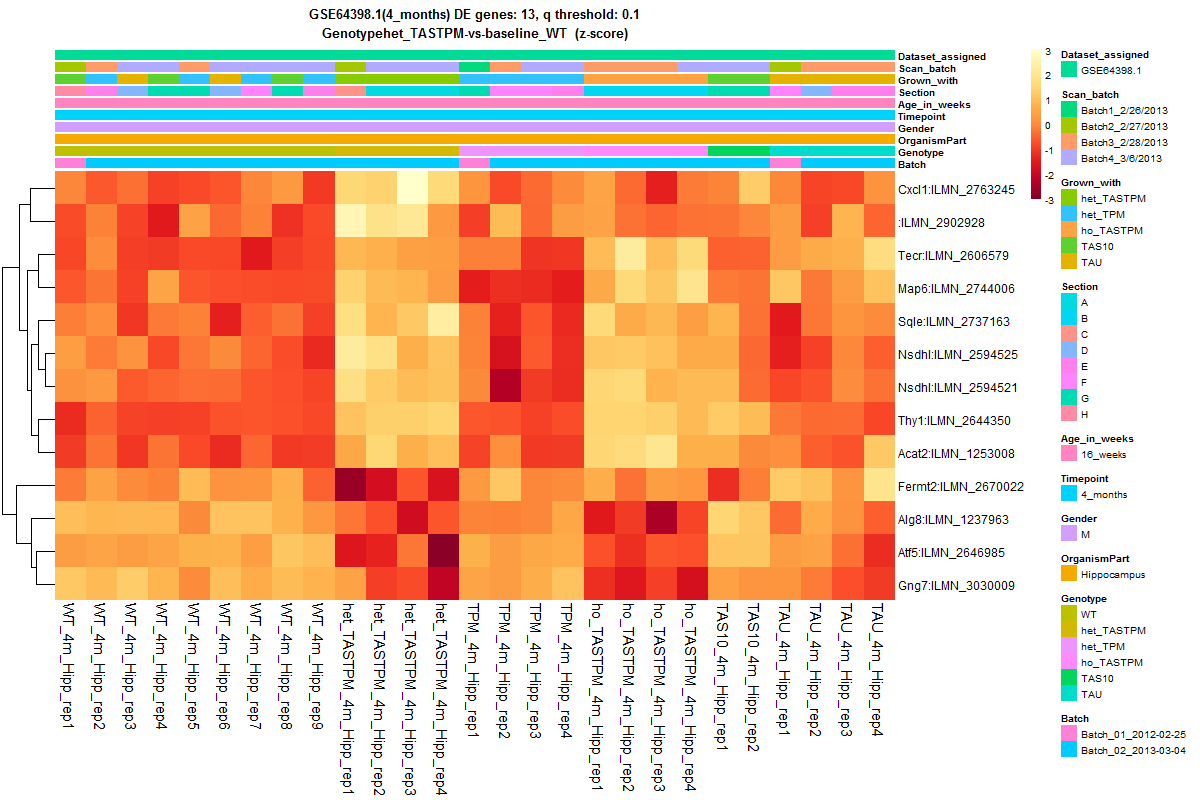 GSE64398.1(4_months) DE genes: 13, q threshold: 0.1
Genotypehet_TASTPM-vs-baseline_WT (z-score)
Dataset_assigned
Scan_batch
Grown_with
Section
Age_in_weeks
Timepoint
Gender
OrganismPart
Genotype
Batch
Cxcl1:ILMN_2763245
:ILMN_2902928
Tecr:ILMN_2606579
Map6:ILMN_2744006
Sqle:ILMN_2737163
Nsdhl:ILMN_2594525
Nsdhl:ILMN_2594521
Thy1:ILMN_2644350
Acat2:ILMN_1253008
Fermt2:ILMN_2670022
Alg8:ILMN_1237963
Atf5:ILMN_2646985
Gng7:ILMN_3030009
WT_4m_Hipp_rep1
WT_4m_Hipp_rep2
WT_4m_Hipp_rep3
WT_4m_Hipp_rep4
WT_4m_Hipp_rep5
WT_4m_Hipp_rep6
WT_4m_Hipp_rep7
WT_4m_Hipp_rep8
WT_4m_Hipp_rep9
het_TASTPM_4m_Hipp_rep1
het_TASTPM_4m_Hipp_rep2
het_TASTPM_4m_Hipp_rep3
het_TASTPM_4m_Hipp_rep4
TPM_4m_Hipp_rep1
TPM_4m_Hipp_rep2
TPM_4m_Hipp_rep3
TPM_4m_Hipp_rep4
ho_TASTPM_4m_Hipp_rep1
ho_TASTPM_4m_Hipp_rep2
ho_TASTPM_4m_Hipp_rep3
ho_TASTPM_4m_Hipp_rep4
TAS10_4m_Hipp_rep1
TAS10_4m_Hipp_rep2
TAU_4m_Hipp_rep1
TAU_4m_Hipp_rep3
TAU_4m_Hipp_rep4
3
2
1
0
-1
-2
-3
Dataset_assigned
GSE64398.1
Scan_batch
Batch1_2/26/2013
Batch2_2/27/2013
Batch3_2/28/2013
Batch4_3/6/2013
Grown_with
het_TASTPM
het_TPM
ho_TASTPM
TAS10
TAU
Section
A
B
C
D
E
F
G
H
Age_in_weeks
16_weeks
Timepoint
4_months
Gender
M
OrganismPart
Hippocampus
Genotype
WT
het_TASTPM
het_TPM
ho_TASTPM
TAS10
TAU
Batch
Batch_01_2012-02-25
Batch_02_2013-03-04